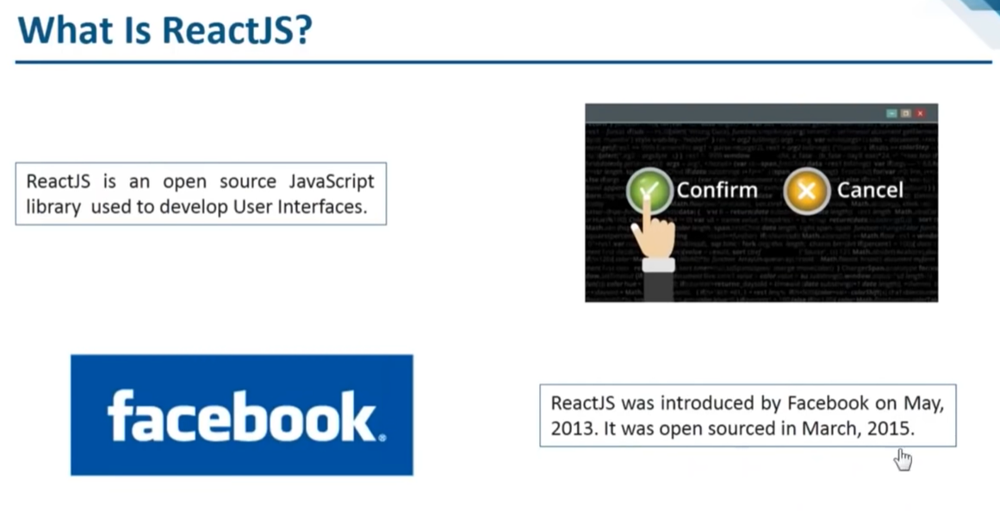 What Is ReactJS?
ReactJS is an open source JavaScript
library used to develop User Interfaces.
Confirm Cancel
facebook®
ReactJS was introduced by Facebook on May,
2013. It was open sourced in March, 2015.